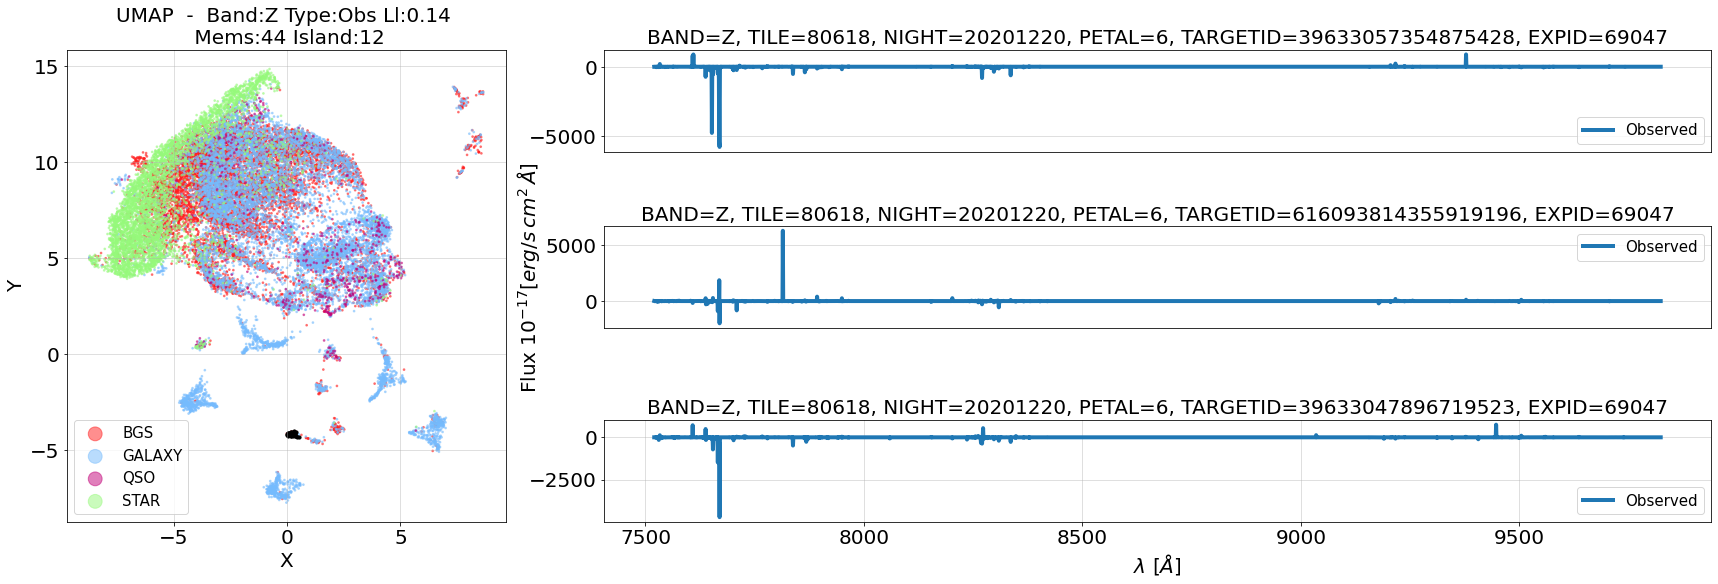 UMAP  -  Band:Z Type:Obs Ll:0.14
Mems:44 Island:12
15
10
5
0
−5
Y
BGS
GALAXY
QSO
STAR
−5 0 5
X
Flux 10⁻¹⁷[erg/s cm² Å]
BAND=Z, TILE=80618, NIGHT=20201220, PETAL=6, TARGETID=39633057354875428, EXPID=69047
0
−5000
Observed
BAND=Z, TILE=80618, NIGHT=20201220, PETAL=6, TARGETID=616093814355919196, EXPID=69047
5000
0
Observed
BAND=Z, TILE=80618, NIGHT=20201220, PETAL=6, TARGETID=39633047896719523, EXPID=69047
0
−2500
Observed
7500 8000 8500 9000 9500
λ [Å]